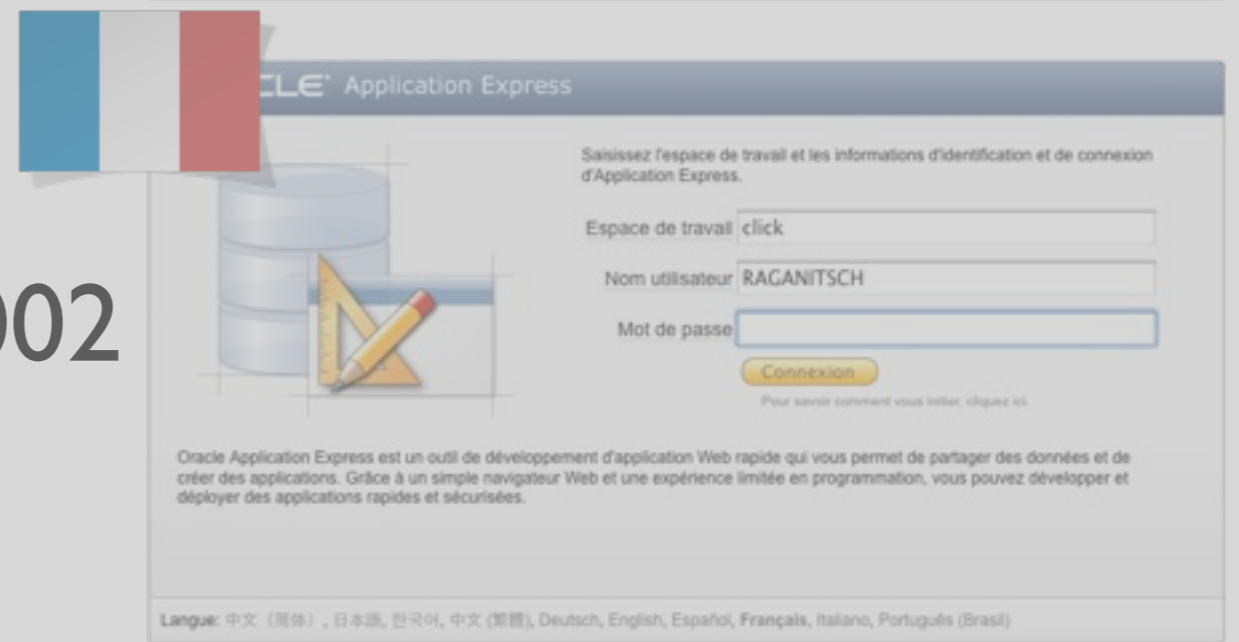 CLE Application Express
Saisissez l'espace de travail et les informations d'identification et de connexion
d'Application Express.
Espace de travail click
Nom utilisateur RAGANITSCH
002
Mot de passe
Connexion
Pour savoir comment vous initier, cliquez ici.
Oracle Application Express est un outil de développement d'application Web rapide qui vous permet de partager des données et de
créer des applications. Grâce à un simple navigateur Web et une expérience limitée en programmation, vous pouvez développer et
déployer des applications rapides et sécurisées.
Langue: 中文（简体）, 日本語, 한국어, 中文 (繁體), Deutsch, English, Español, Français, Italiano, Português (Brasil)